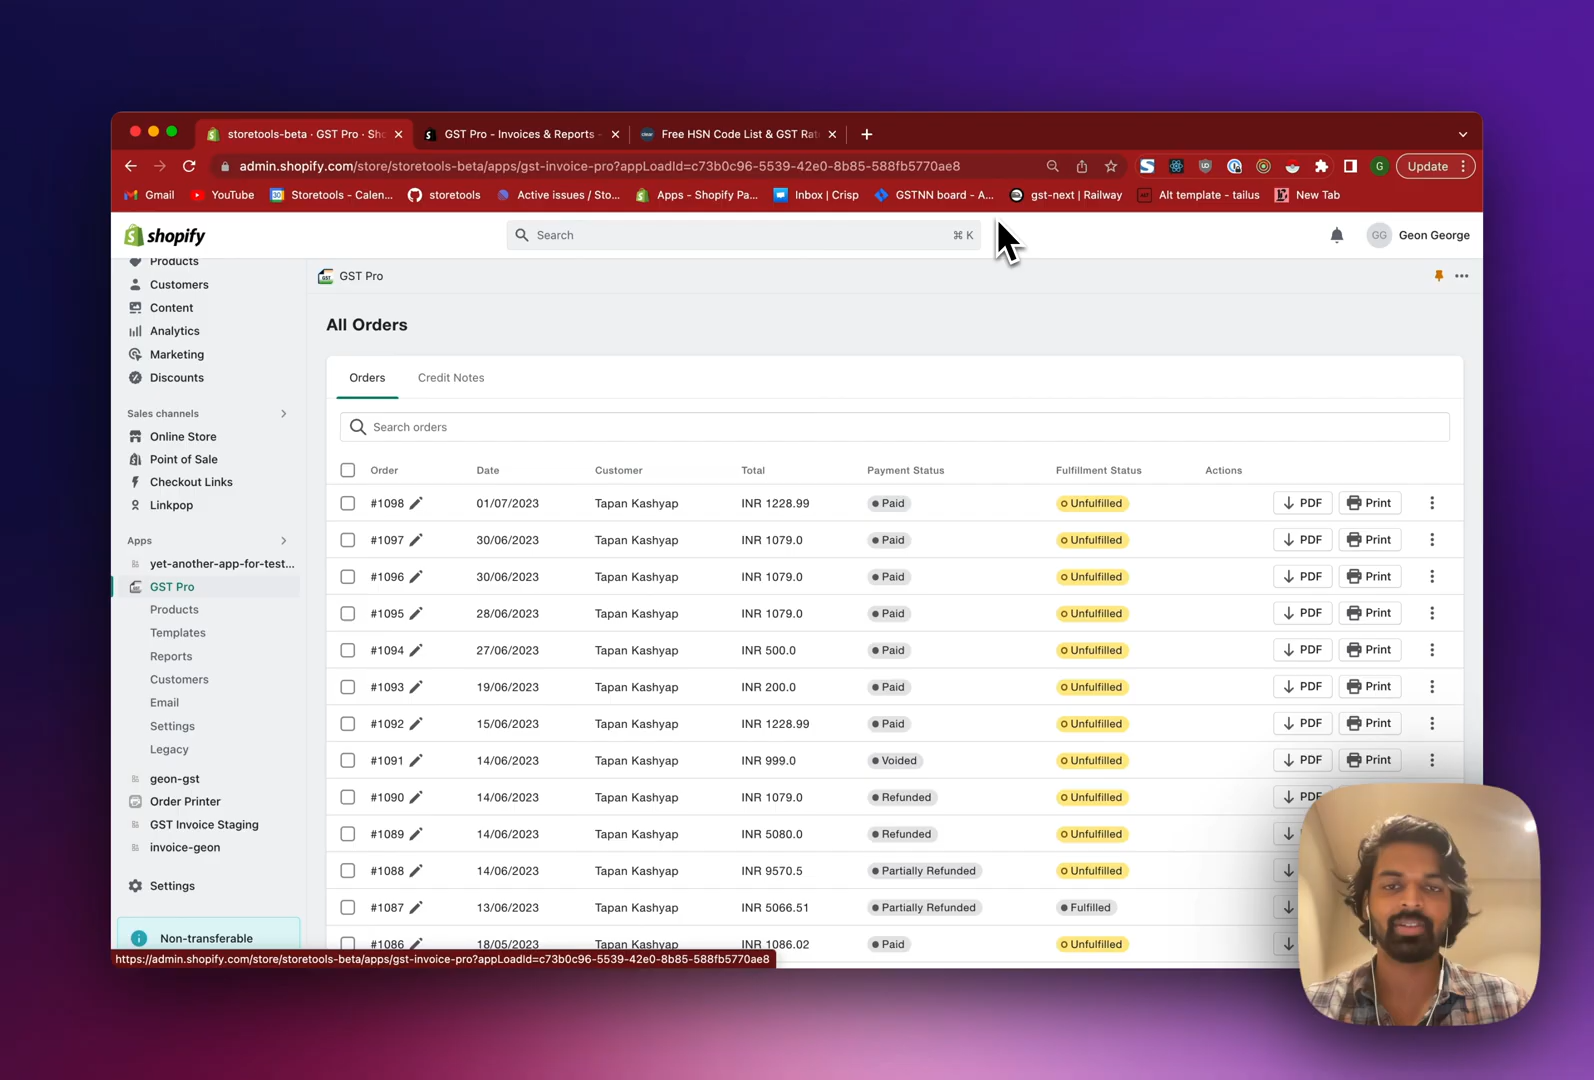 storetools-beta · GST Pro · Sho
GST Pro - Invoices & Reports -
Free HSN Code List & GST Rat
admin.shopify.com/store/storetools-beta/apps/gst-invoice-pro?appLoadId=c73b0c96-5539-42e0-8b85-588fb5770ae8
G
Update
Gmail
YouTube
Storetools - Calen...
storetools
Active issues / Sto...
Apps - Shopify Pa...
Inbox | Crisp
GSTNN board - A...
gst-next | Railway
Alt template - tailus
New Tab
shopify
Search
⌘ K
GG
Geon George
Products
Customers
Content
Analytics
Marketing
Discounts
Sales channels
Online Store
Point of Sale
Checkout Links
Linkpop
Apps
yet-another-app-for-test...
GST Pro
Products
Templates
Reports
Customers
Email
Settings
Legacy
geon-gst
Order Printer
GST Invoice Staging
invoice-geon
Settings
Non-transferable
https://admin.shopify.com/store/storetools-beta/apps/gst-invoice-pro?appLoadId=c73b0c96-5539-42e0-8b85-588fb5770ae8
GST Pro
All Orders
Orders Credit Notes
Search orders
Order Date Customer Total Payment Status Fulfillment Status Actions
#1098 01/07/2023 Tapan Kashyap INR 1228.99 Paid Unfulfilled PDF Print
#1097 30/06/2023 Tapan Kashyap INR 1079.0 Paid Unfulfilled PDF Print
#1096 30/06/2023 Tapan Kashyap INR 1079.0 Paid Unfulfilled PDF Print
#1095 28/06/2023 Tapan Kashyap INR 1079.0 Paid Unfulfilled PDF Print
#1094 27/06/2023 Tapan Kashyap INR 500.0 Paid Unfulfilled PDF Print
#1093 19/06/2023 Tapan Kashyap INR 200.0 Paid Unfulfilled PDF Print
#1092 15/06/2023 Tapan Kashyap INR 1228.99 Paid Unfulfilled PDF Print
#1091 14/06/2023 Tapan Kashyap INR 999.0 Voided Unfulfilled PDF Print
#1090 14/06/2023 Tapan Kashyap INR 1079.0 Refunded Unfulfilled PDF
#1089 14/06/2023 Tapan Kashyap INR 5080.0 Refunded Unfulfilled
#1088 14/06/2023 Tapan Kashyap INR 9570.5 Partially Refunded Unfulfilled
#1087 13/06/2023 Tapan Kashyap INR 5066.51 Partially Refunded Fulfilled
#1086 18/05/2023 Tapan Kashyap INR 1086.02 Paid Unfulfilled